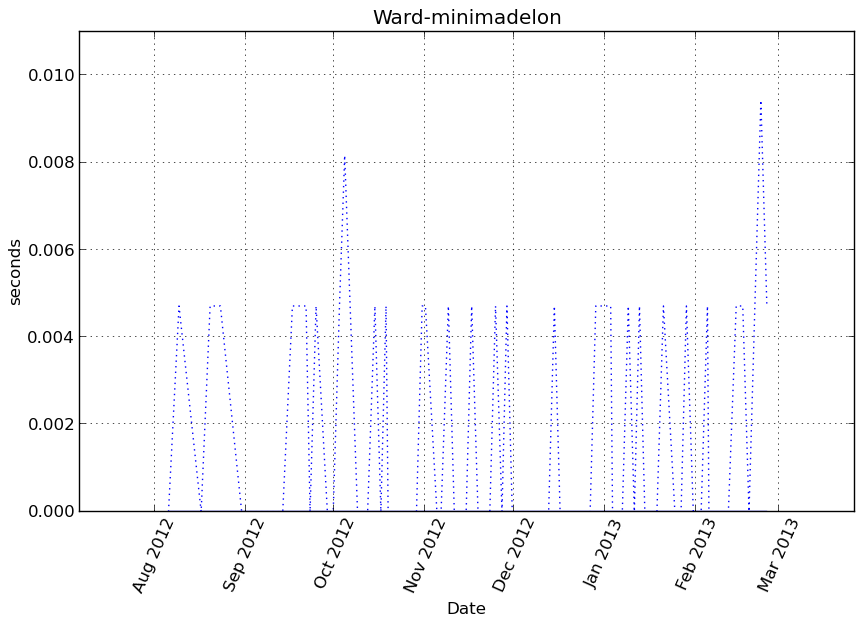 Ward-minimadelon
seconds
0.010
0.008
0.006
0.004
0.002
0.000
Aug 2012
Sep 2012
Oct 2012
Nov 2012
Dec 2012
Jan 2013
Feb 2013
Mar 2013
Date